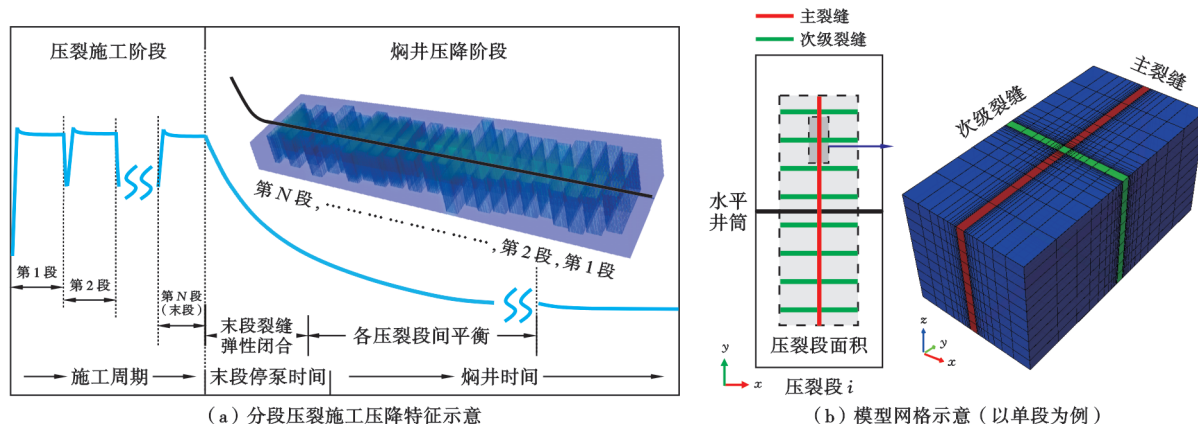 压裂施工阶段
焖井压降阶段
第1段
第2段
第N段
(末段)
第N段, … … … … … … … , 第2段, 第1段
末段裂缝
弹性闭合
各压裂段间平衡
施工周期
末段停泵时间
焖井时间
(a) 分段压裂施工压降特征示意
主裂缝
次级裂缝
水平
井筒
压裂段面积
y
x
压裂段 i
次级裂缝
主裂缝
z
y
x
(b) 模型网格示意 (以单段为例)